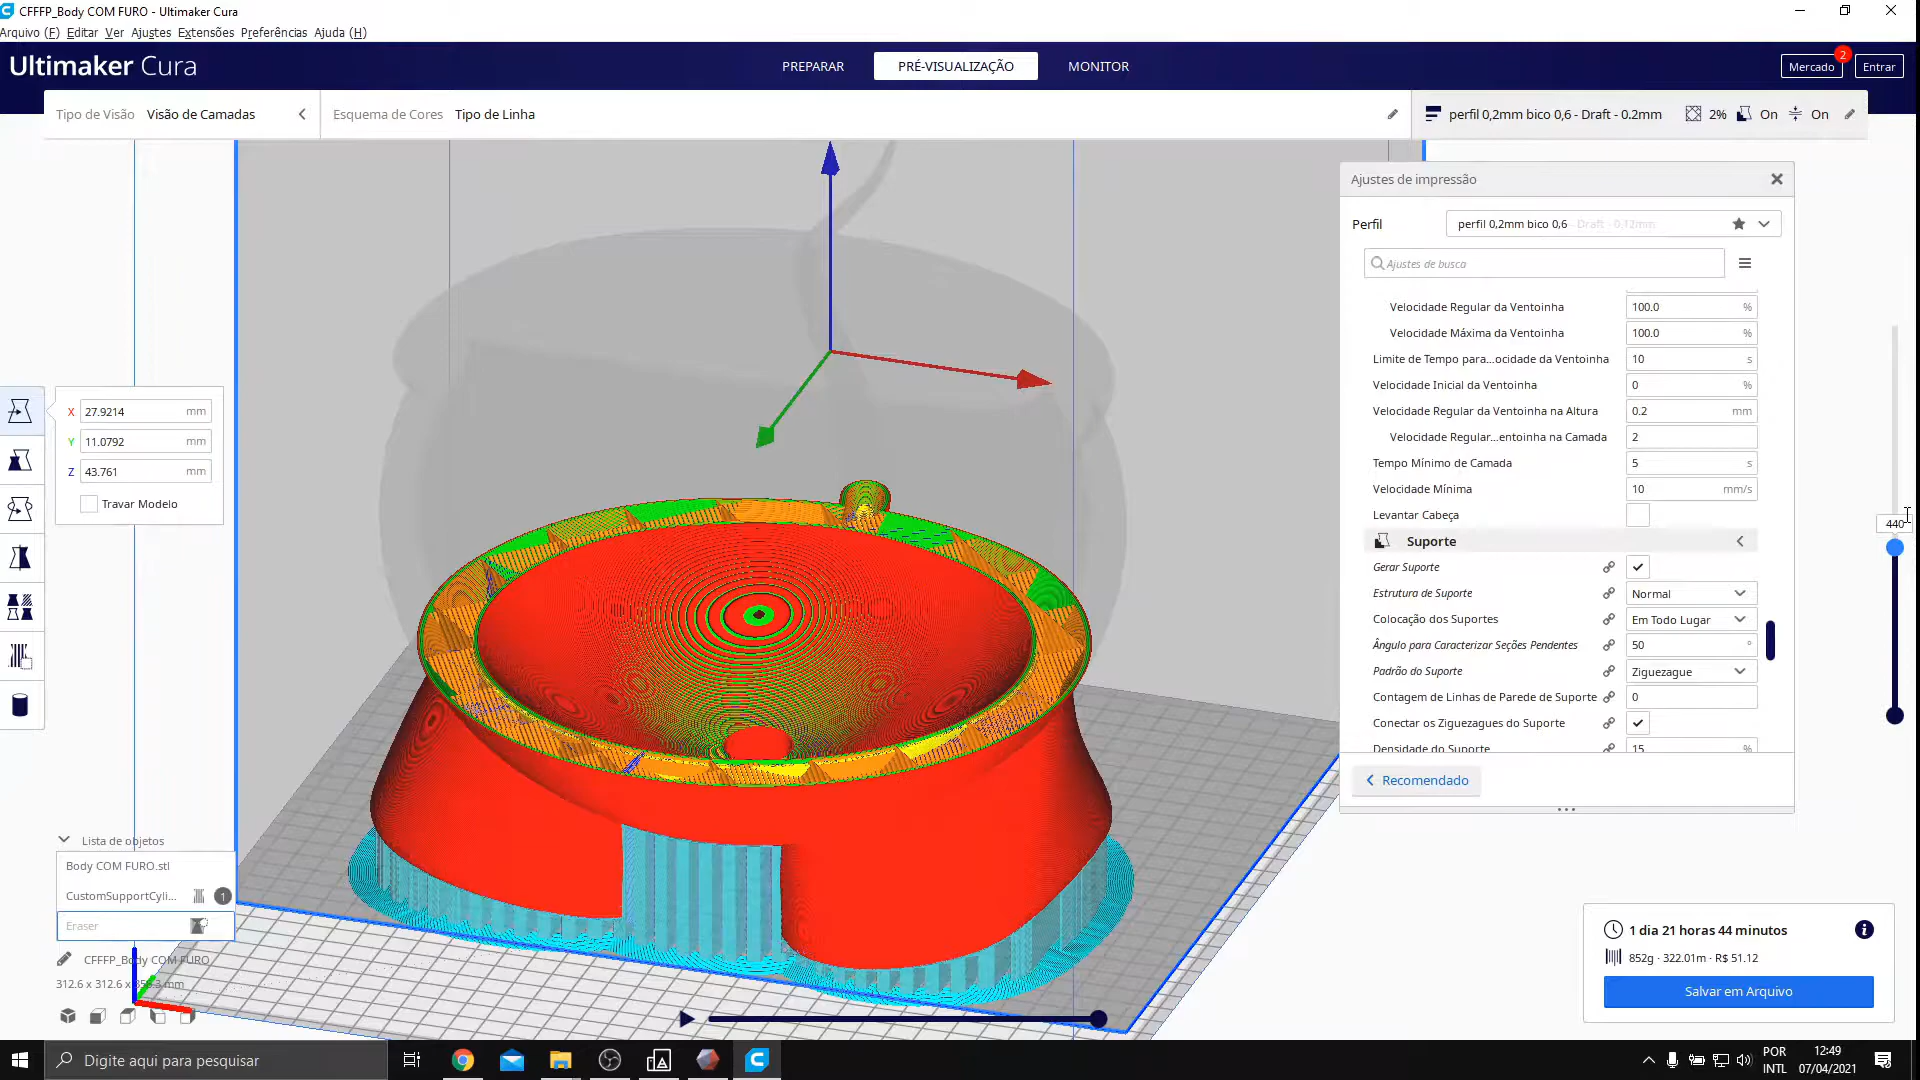 CFFFP_Body COM FURO - Ultimaker Cura
Arquivo (F) Editar Ver Ajustes Extensões Preferências Ajuda (H)
Ultimaker Cura
PREPARAR
PRÉ-VISUALIZAÇÃO
MONITOR
Mercado
2
Entrar
Tipo de Visão Visão de Camadas
Esquema de Cores Tipo de Linha
perfil 0,2mm bico 0,6 - Draft - 0.2mm
2%
On
On
Ajustes de impressão
Perfil
perfil 0,2mm bico 0,6 - Draft - 0.12mm
Ajustes de busca
Velocidade Regular da Ventoinha 100.0 %
Velocidade Máxima da Ventoinha 100.0 %
Limite de Tempo para...ocidade da Ventoinha 10 s
Velocidade Inicial da Ventoinha 0 %
Velocidade Regular da Ventoinha na Altura 0.2 mm
Velocidade Regular...entoinha na Camada 2
Tempo Mínimo de Camada 5 s
Velocidade Mínima 10 mm/s
Levantar Cabeça
Suporte
Gerar Suporte
Estrutura de Suporte Normal
Colocação dos Suportes Em Todo Lugar
Ângulo para Caracterizar Seções Pendentes 50 °
Padrão do Suporte Ziguezague
Contagem de Linhas de Parede de Suporte 0
Conectar os Ziguezagues do Suporte
Densidade do Suporte 15 %
Recomendado
440
X 27.9214 mm
Y 11.0792 mm
Z 43.761 mm
Travar Modelo
Lista de objetos
Body COM FURO.stl
CustomSupportCyli... 1
Eraser
CFFFP_Body COM FURO
312.6 x 312.6 x
mm
1 dia 21 horas 44 minutos
852g · 322.01m · R$ 51.12
Salvar em Arquivo
Digite aqui para pesquisar
POR
INTL
12:49
07/04/2021